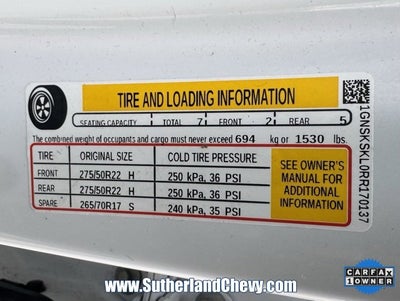 TIRE AND LOADING INFORMATION
SEATING CAPACITY TOTAL 7 FRONT 2 REAR 5
The combined weight of occupants and cargo must never exceed 694 kg or 1530 lbs.
TIRE ORIGINAL SIZE COLD TIRE PRESSURE
FRONT 275/50R22 H 250 kPa, 36 PSI
REAR 275/50R22 H 250 kPa, 36 PSI
SPARE 265/70R17 S 240 kPa, 35 PSI
SEE OWNER'S
MANUAL FOR
ADDITIONAL
INFORMATION
1GNSKSKL0RR170137
www.SutherlandChevy.com
CARFAX
1 OWNER